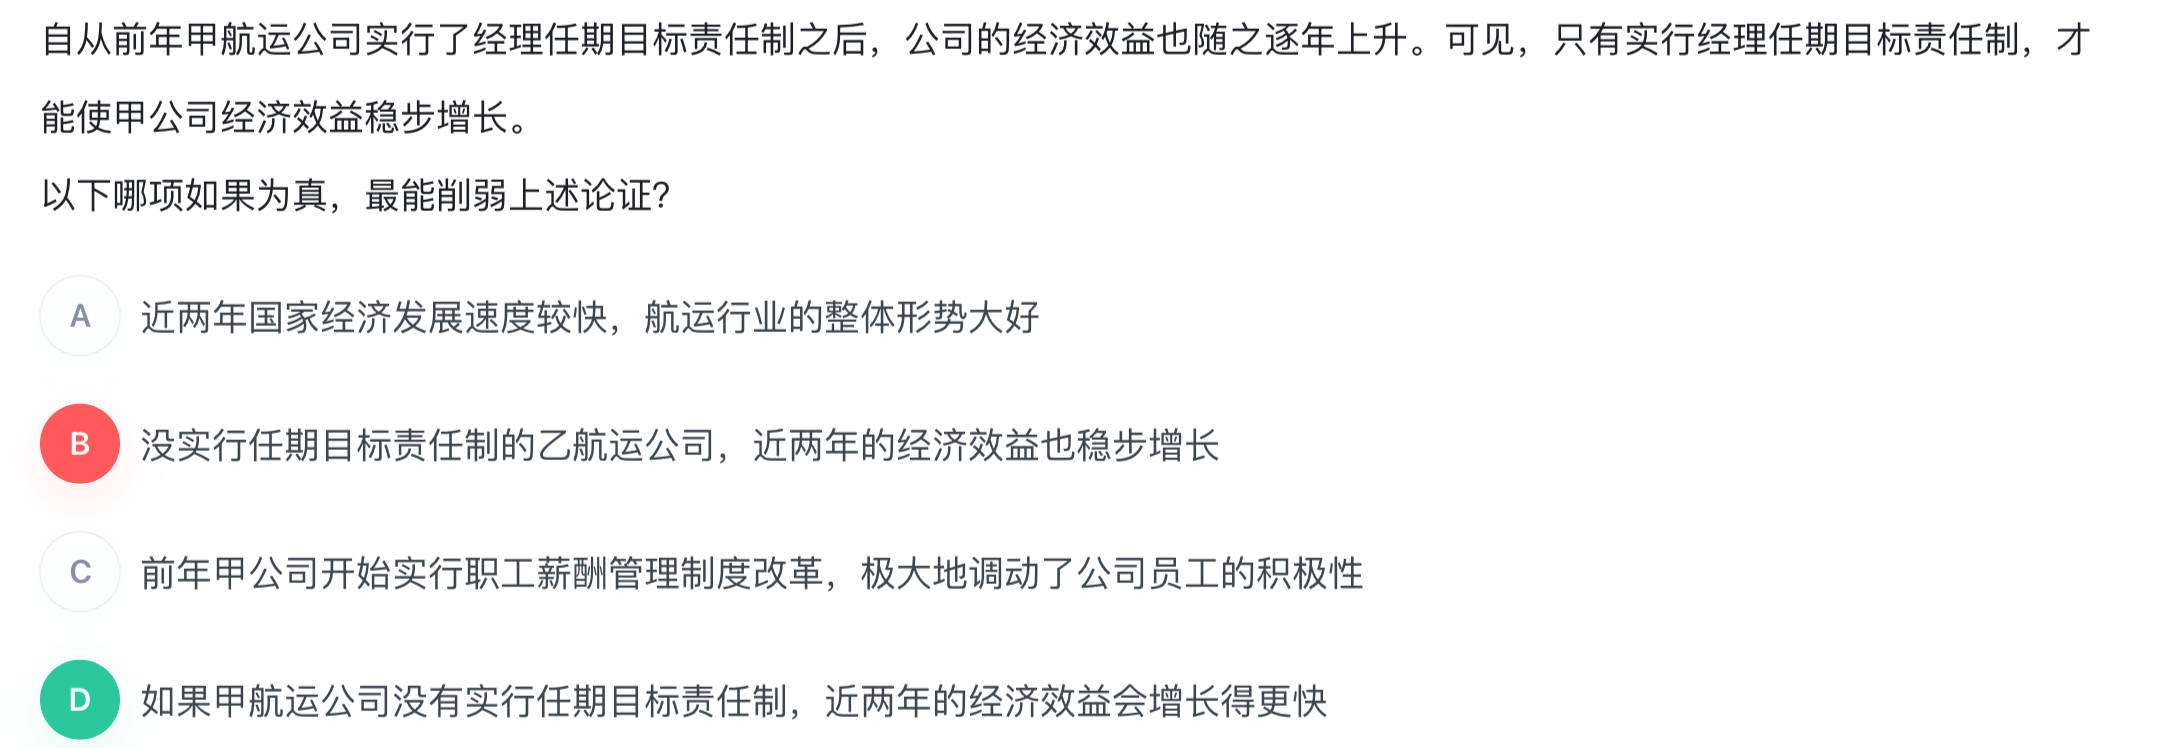 自从前年甲航运公司实行了经理任期目标责任制之后，公司的经济效益也随之逐年上升。可见，只有实行经理任期目标责任制，才
能使甲公司经济效益稳步增长。
以下哪项如果为真，最能削弱上述论证?
A 近两年国家经济发展速度较快，航运行业的整体形势大好
B 没实行任期目标责任制的乙航运公司，近两年的经济效益也稳步增长
C 前年甲公司开始实行职工薪酬管理制度改革，极大地调动了公司员工的积极性
D 如果甲航运公司没有实行任期目标责任制，近两年的经济效益会增长得更快